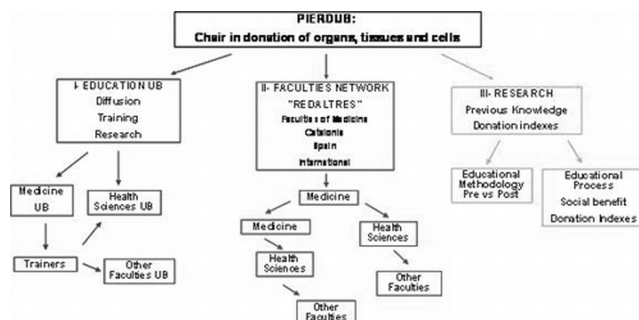 PIERDUB:
Chair in donation of organs, tissues and cells
I- EDUCATION UB
Diffusion
Training
Research
II- FACULTIES NETWORK
"REDALTRES"
Faculties of Medicine
Catalonia
Spain
International
III- RESEARCH
Previous Knowledge
Donation indexes
Medicine
UB
Health
Sciences UB
Trainers
Other
Faculties UB
Medicine
Medicine
Health
Sciences
Other
Faculties
Health
Sciences
Other
Faculties
Educational
Methodology
Pre vs Post
Educational
Process
Social benefit
Donation Indexes